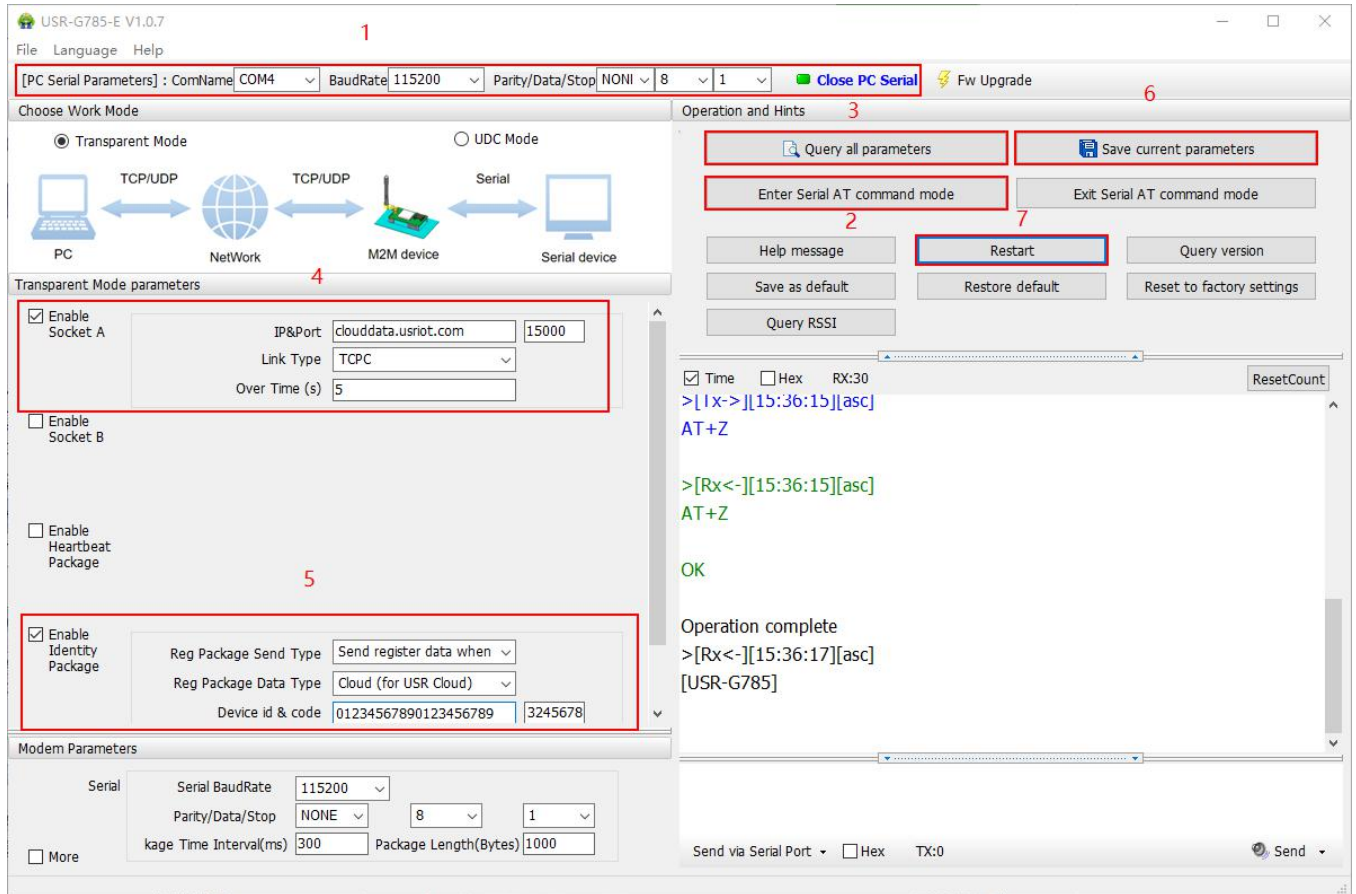 USR-G785-E V1.0.7
1
File Language Help
[PC Serial Parameters] : ComName COM4 BaudRate 115200 Parity/Data/Stop NONI 8 1 Close PC Serial Fw Upgrade
6
Choose Work Mode
Operation and Hints 3
Transparent Mode UDC Mode
Query all parameters Save current parameters
TCP/UDP TCP/UDP Serial
Enter Serial AT command mode Exit Serial AT command mode
2 7
PC NetWork M2M device Serial device
Help message Restart Query version
Transparent Mode parameters 4
Save as default Restore default Reset to factory settings
Query RSSI
Enable
Socket A
IP&Port clouddata.usriot.com 15000
Link Type TCPC
Over Time (s) 5
Time Hex RX:30 ResetCount
>[Tx->][15:36:15][asc]
AT+Z
>[Rx<-][15:36:15][asc]
AT+Z
OK
Operation complete
>[Rx<-][15:36:17][asc]
[USR-G785]
Enable
Socket B
Enable
Heartbeat
Package
5
Enable
Identity
Package
Reg Package Send Type Send register data when
Reg Package Data Type Cloud (for USR Cloud)
Device id & code 01234567890123456789 3245678
Modem Parameters
Serial Serial BaudRate 115200
Parity/Data/Stop NONE 8 1
kage Time Interval(ms) 300 Package Length(Bytes) 1000
More
Send via Serial Port Hex TX:0 Send